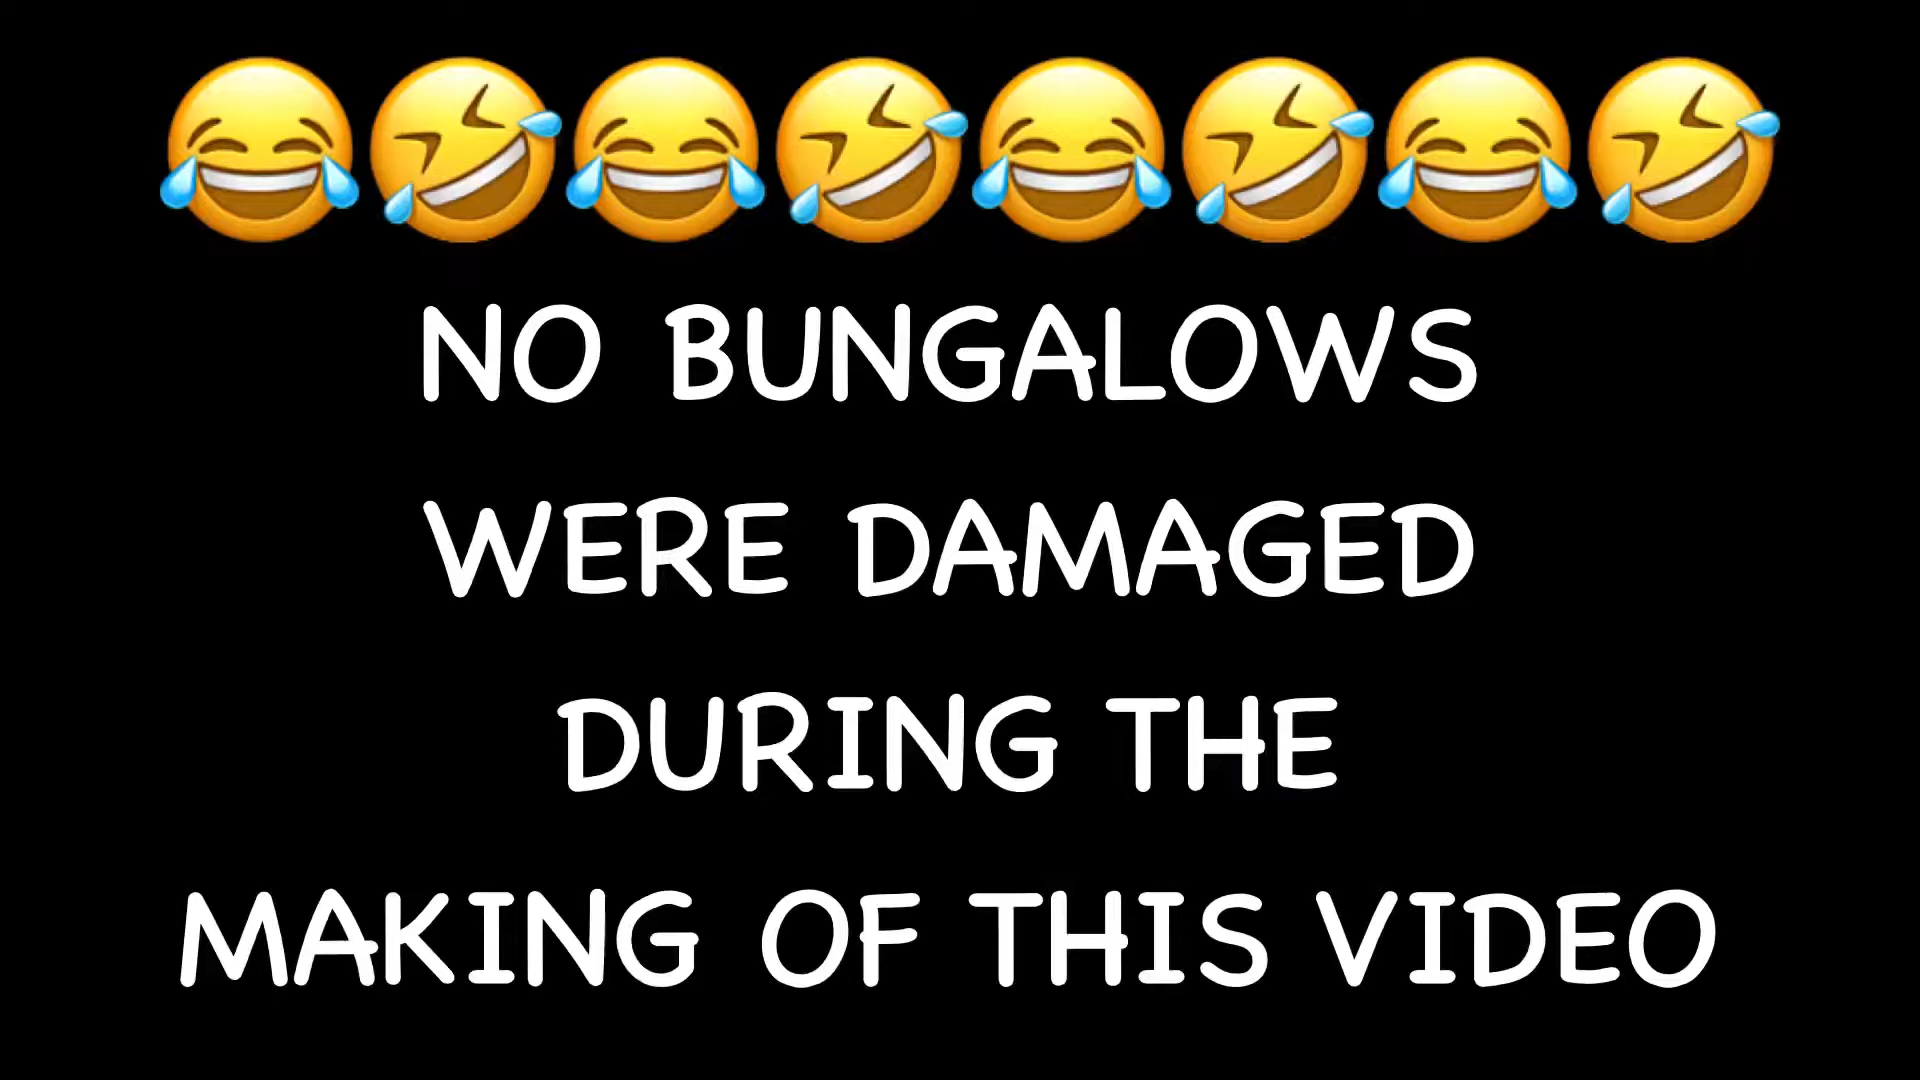 😂🤣😂🤣😂🤣😂🤣
NO BUNGALOWS
WERE DAMAGED
DURING THE
MAKING OF THIS VIDEO